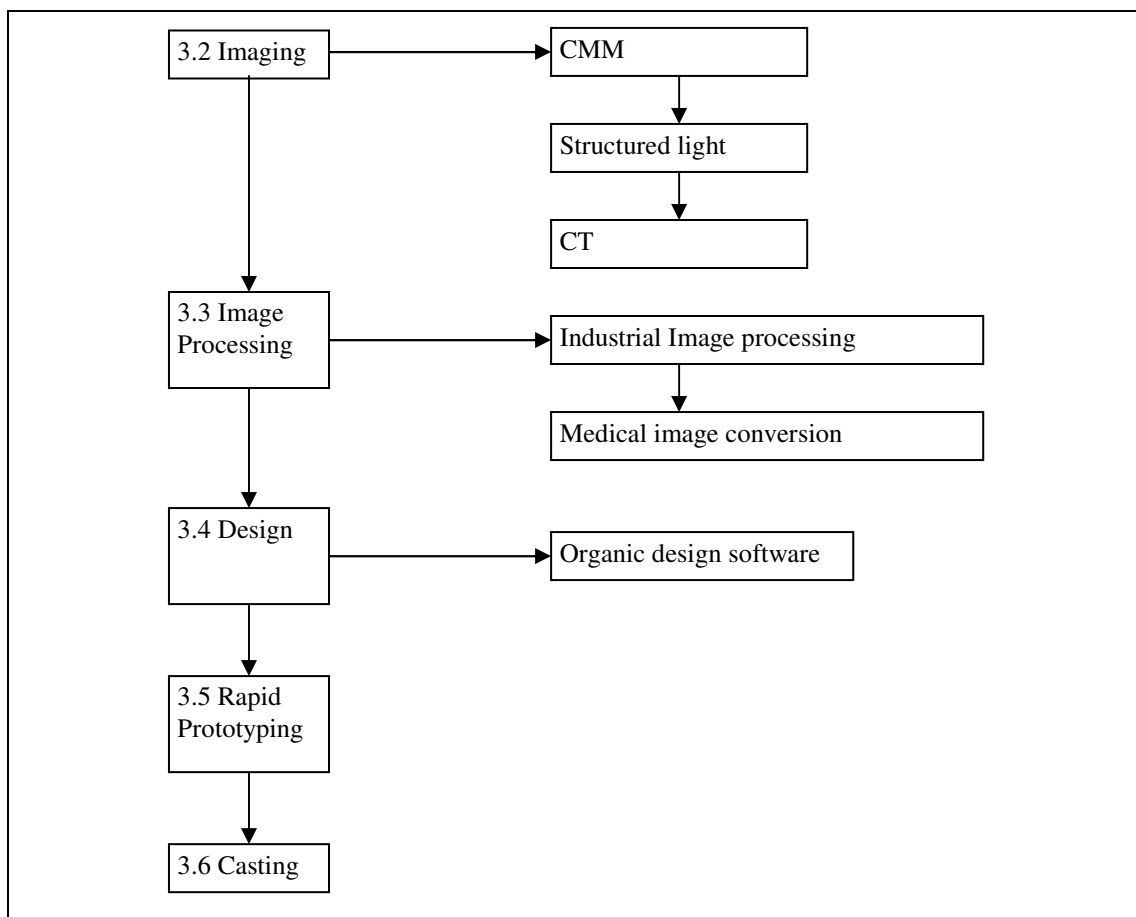 3.2 Imaging
CMM
Structured light
CT
3.3 Image
Processing
Industrial Image processing
Medical image conversion
3.4 Design
Organic design software
3.5 Rapid
Prototyping
3.6 Casting